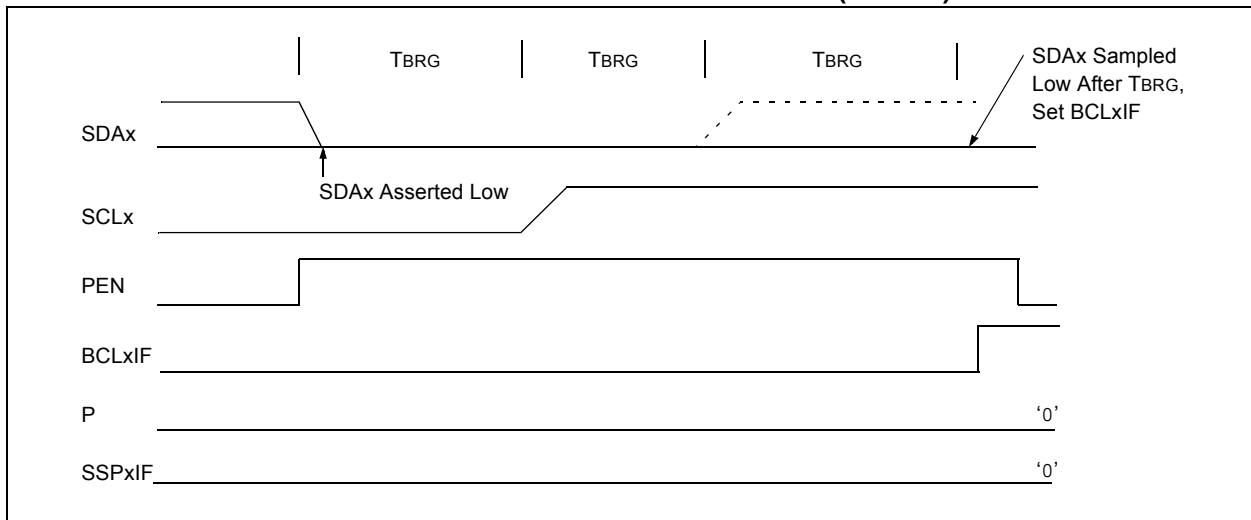 TBRG TBRG TBRG
SDAx Sampled
Low After TBRG,
Set BCLxIF
SDAx
SDAx Asserted Low
SCLx
PEN
BCLxIF
P '0'
SSPxIF '0'